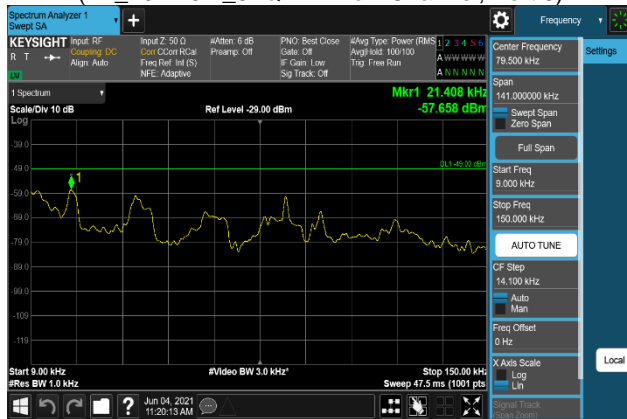 Spectrum Analyzer 1
Swept SA
Frequency
KEYSIGHT
R T
Input: RF
Coupling: DC
Align: Auto
Input Z: 50 Ω
Corr CCorr RCal
Freq Ref: Int (S)
NFE: Adaptive
#Atten: 6 dB
Preamp: Off
PNO: Best Close
Gate: Off
IF Gain: Low
Sig Track: Off
#Avg Type: Power (RMS
Avg|Hold: 100/100
Trig: Free Run
1 2 3 4 5 6
A W W W W W
A N N N N N
1 Spectrum
Mkr1 21.408 kHz
-57.658 dBm
Scale/Div 10 dB
Ref Level -29.00 dBm
Log
DL1 -49.00 dBm
1
-39.0
-49.0
-59.0
-69.0
-79.0
-89.0
-99.0
-109
-119
Start 9.00 kHz
#Video BW 3.0 kHz*
Stop 150.00 kHz
#Res BW 1.0 kHz
Sweep 47.5 ms (1001 pts
Jun 04, 2021
11:20:13 AM
Center Frequency
79.500 kHz
Settings
Span
141.000000 kHz
Swept Span
Zero Span
Full Span
Start Freq
9.000 kHz
Stop Freq
150.000 kHz
AUTO TUNE
CF Step
14.100 kHz
Auto
Man
Freq Offset
0 Hz
X Axis Scale
Log
Lin
Local
Signal Track
(Span Zoom)